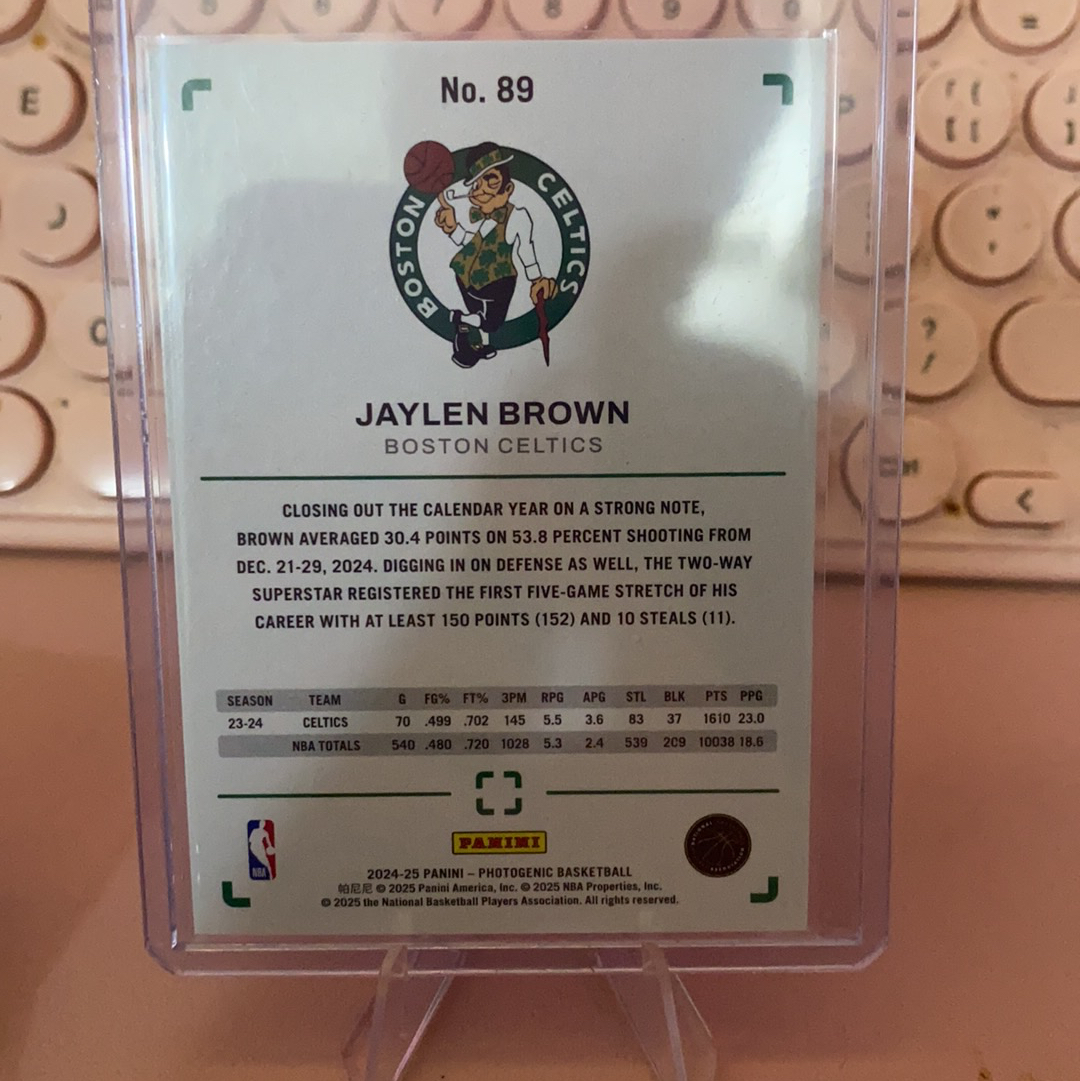 No. 89
BOSTON CELTICS
JAYLEN BROWN
BOSTON CELTICS
CLOSING OUT THE CALENDAR YEAR ON A STRONG NOTE,
BROWN AVERAGED 30.4 POINTS ON 53.8 PERCENT SHOOTING FROM
DEC. 21-29, 2024. DIGGING IN ON DEFENSE AS WELL, THE TWO-WAY
SUPERSTAR REGISTERED THE FIRST FIVE-GAME STRETCH OF HIS
CAREER WITH AT LEAST 150 POINTS (152) AND 10 STEALS (11).
SEASON TEAM G FG% FT% 3PM RPG APG STL BLK PTS PPG
23-24 CELTICS 70 .499 .702 145 5.5 3.6 83 37 1610 23.0
NBA TOTALS 540 .480 .720 1028 5.3 2.4 539 209 10038 18.6
NBA
PANINI
2024-25 PANINI – PHOTOGENIC BASKETBALL
帕尼尼 © 2025 Panini America, Inc. © 2025 NBA Properties, Inc.
© 2025 the National Basketball Players Association. All rights reserved.